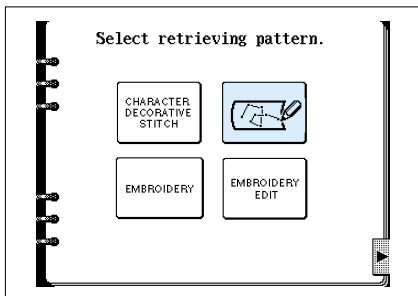 Select retrieving pattern.
CHARACTER
DECORATIVE
STITCH
EMBROIDERY
EMBROIDERY
EDIT